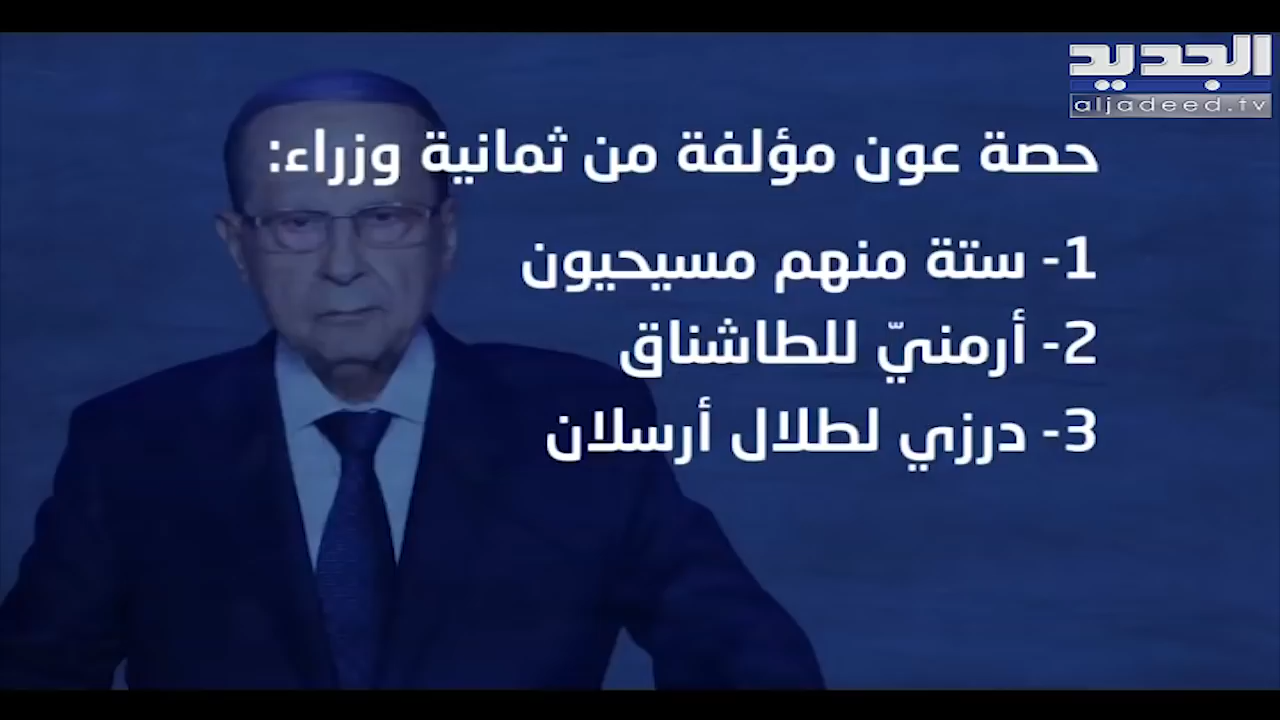 الجديد
aljadeed.tv
حصة عون مؤلفة من ثمانية وزراء:
1- ستة منهم مسيحيون
2- أرمنيّ للطاشناق
3- درزي لطلال أرسلان